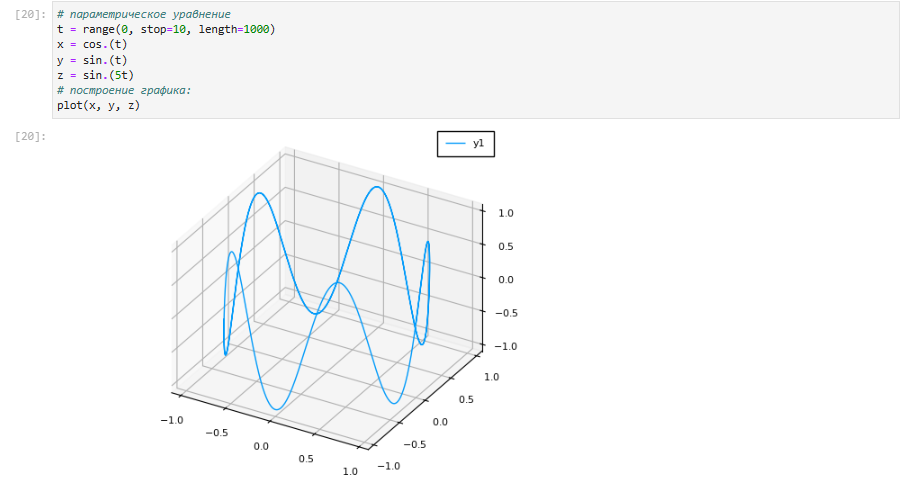 [20]:
# параметрическое уравнение
t = range(0, stop=10, length=1000)
x = cos.(t)
y = sin.(t)
z = sin.(5t)
# построение графика:
plot(x, y, z)
[20]:
y1
1.0
0.5
0.0
−0.5
−1.0
−1.0
−0.5
0.0
0.5
1.0
1.0
0.5
0.0
−0.5
−1.0